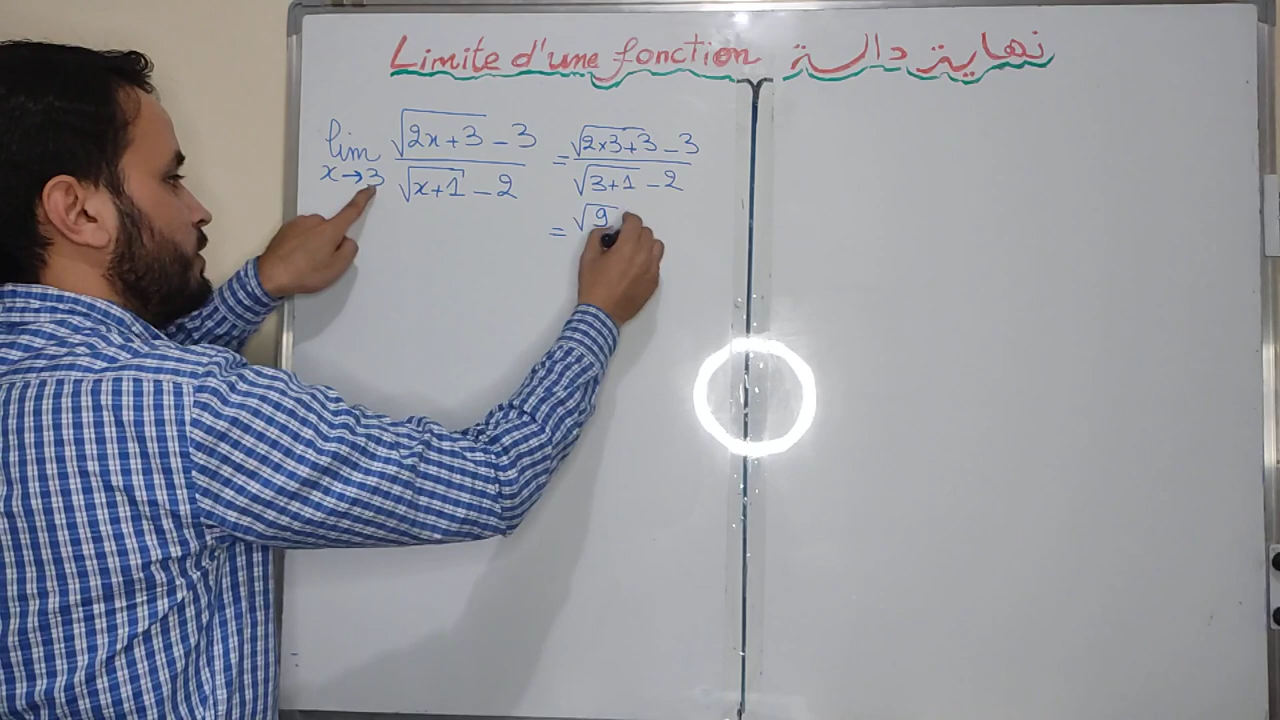 Limite d'une fonction نهاية دالة
lim x→3 (√(2x+3) - 3) / (√(x+1) - 2) = (√(2×3+3) - 3) / (√(3+1) - 2)
= √9